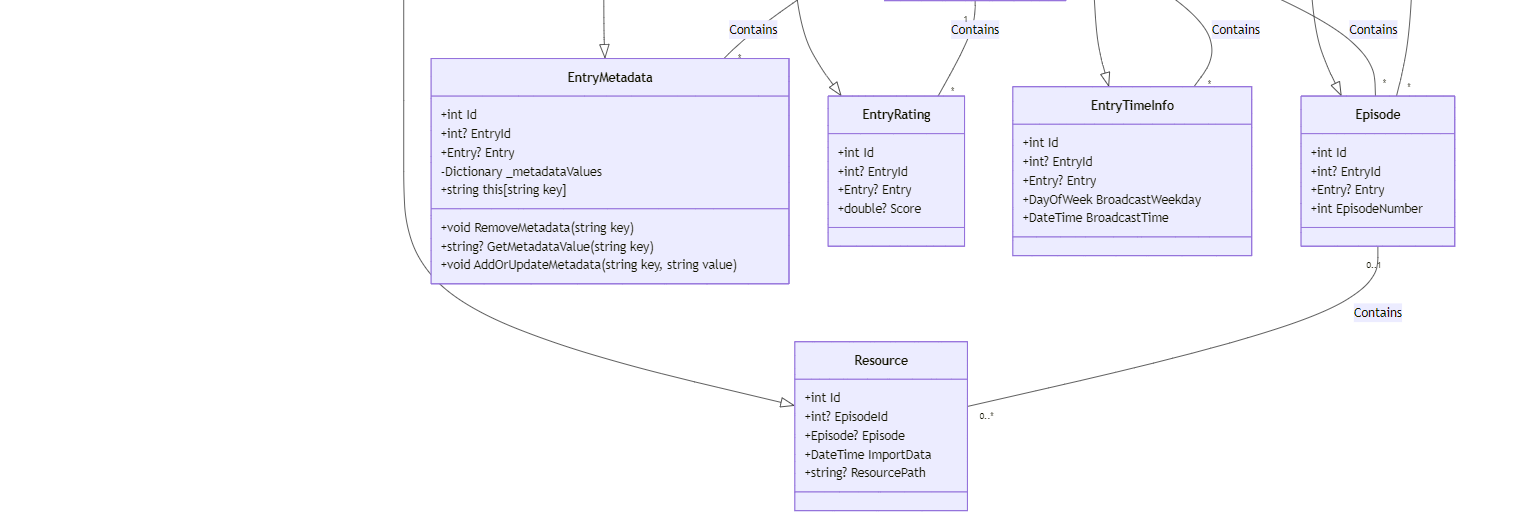 1
Contains
Contains
Contains
Contains
*
*
*
*
*
EntryMetadata
+int Id
+int? EntryId
+Entry? Entry
-Dictionary _metadataValues
+string this[string key]
+void RemoveMetadata(string key)
+string? GetMetadataValue(string key)
+void AddOrUpdateMetadata(string key, string value)
EntryRating
+int Id
+int? EntryId
+Entry? Entry
+double? Score
EntryTimeInfo
+int Id
+int? EntryId
+Entry? Entry
+DayOfWeek BroadcastWeekday
+DateTime BroadcastTime
Episode
+int Id
+int? EntryId
+Entry? Entry
+int EpisodeNumber
0..1
Contains
Resource
+int Id
+int? EpisodeId
+Episode? Episode
+DateTime ImportData
+string? ResourcePath
0..*